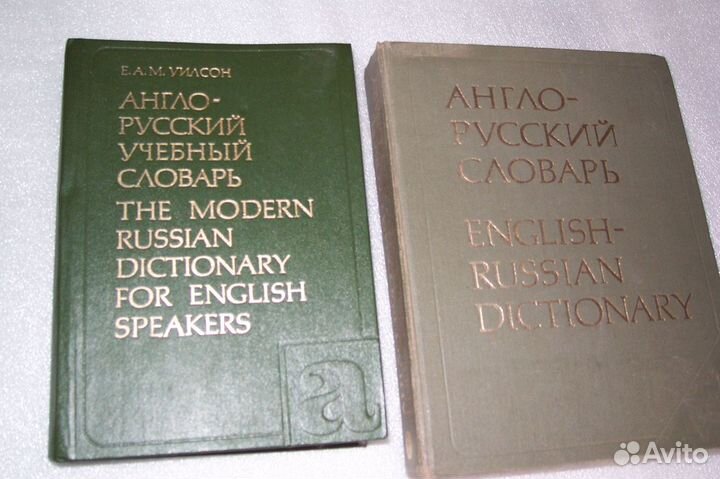 Е.А.М. УИЛСОН
АНГЛО-
РУССКИЙ
УЧЕБНЫЙ
СЛОВАРЬ
THE MODERN
RUSSIAN
DICTIONARY
FOR ENGLISH
SPEAKERS
a
АНГЛО-
РУССКИЙ
СЛОВАРЬ
ENGLISH-
RUSSIAN
DICTIONARY
Avito